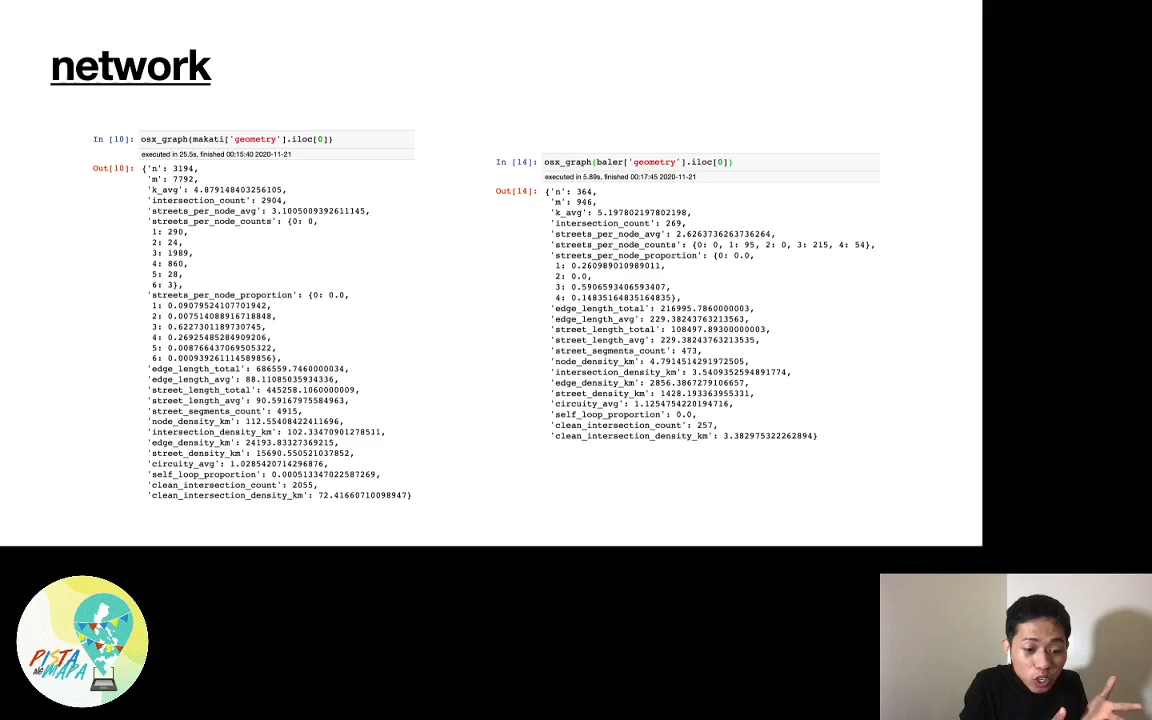 network
In [10]: osx_graph(makati['geometry'].iloc[0])
executed in 25.5s, finished 00:15:40 2020-11-21
Out[10]: {'n': 3194,
'm': 7792,
'k_avg': 4.879148403256105,
'intersection_count': 2904,
'streets_per_node_avg': 3.1005009392611145,
'streets_per_node_counts': {0: 0,
1: 290,
2: 24,
3: 1989,
4: 860,
5: 28,
6: 3},
'streets_per_node_proportion': {0: 0.0,
1: 0.09079524107701942,
2: 0.007514088916718848,
3: 0.6227301189730745,
4: 0.26925485284909206,
5: 0.008766437069505322,
6: 0.000939261114589856},
'edge_length_total': 686559.7460000034,
'edge_length_avg': 88.11085035934336,
'street_length_total': 445258.1060000009,
'street_length_avg': 90.59167975584963,
'street_segments_count': 4915,
'node_density_km': 112.55408422411696,
'intersection_density_km': 102.33470901278511,
'edge_density_km': 24193.83327369215,
'street_density_km': 15690.550521037852,
'circuity_avg': 1.0285420714296876,
'self_loop_proportion': 0.000513347022587269,
'clean_intersection_count': 2055,
'clean_intersection_density_km': 72.41660710098947}
In [14]: osx_graph(baler['geometry'].iloc[0])
executed in 5.89s, finished 00:17:45 2020-11-21
Out[14]: {'n': 364,
'm': 946,
'k_avg': 5.197802197802198,
'intersection_count': 269,
'streets_per_node_avg': 2.6263736263736264,
'streets_per_node_counts': {0: 0, 1: 95, 2: 0, 3: 215, 4: 54},
'streets_per_node_proportion': {0: 0.0,
1: 0.260989010989011,
2: 0.0,
3: 0.5906593406593407,
4: 0.14835164835164835},
'edge_length_total': 216995.7860000003,
'edge_length_avg': 229.38243763213563,
'street_length_total': 108497.89300000003,
'street_length_avg': 229.38243763213535,
'street_segments_count': 473,
'node_density_km': 4.7914514291972505,
'intersection_density_km': 3.5409352594891774,
'edge_density_km': 2856.3867279106657,
'street_density_km': 1428.193363955331,
'circuity_avg': 1.1254754220194716,
'self_loop_proportion': 0.0,
'clean_intersection_count': 257,
'clean_intersection_density_km': 3.382975322262894}
PISTA
NG MAPA